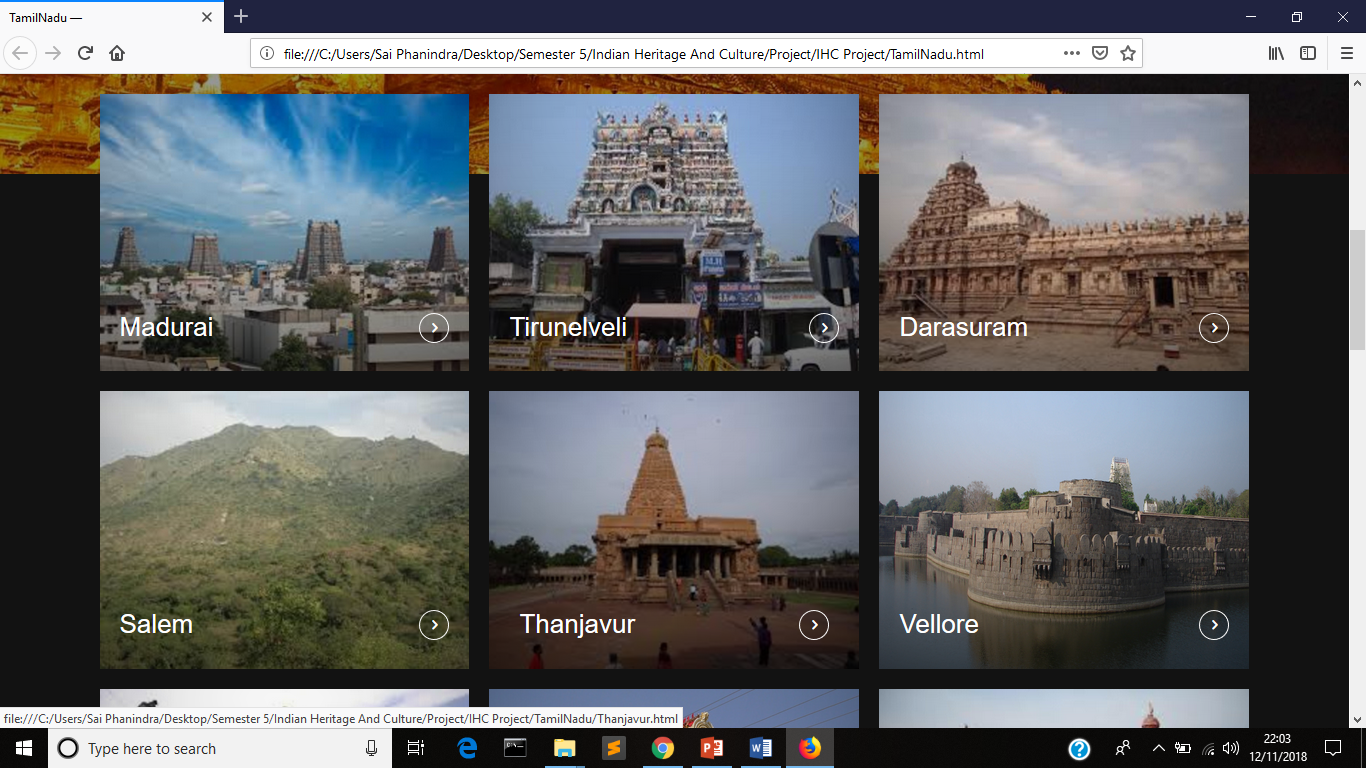 TamilNadu —
file:///C:/Users/Sai Phanindra/Desktop/Semester 5/Indian Heritage And Culture/Project/IHC Project/TamilNadu.html
Madurai
Tirunelveli
Darasuram
Salem
Thanjavur
Vellore
file:///C:/Users/Sai Phanindra/Desktop/Semester 5/Indian Heritage And Culture/Project/IHC Project/TamilNadu/Thanjavur.html
Type here to search
22:03
12/11/2018